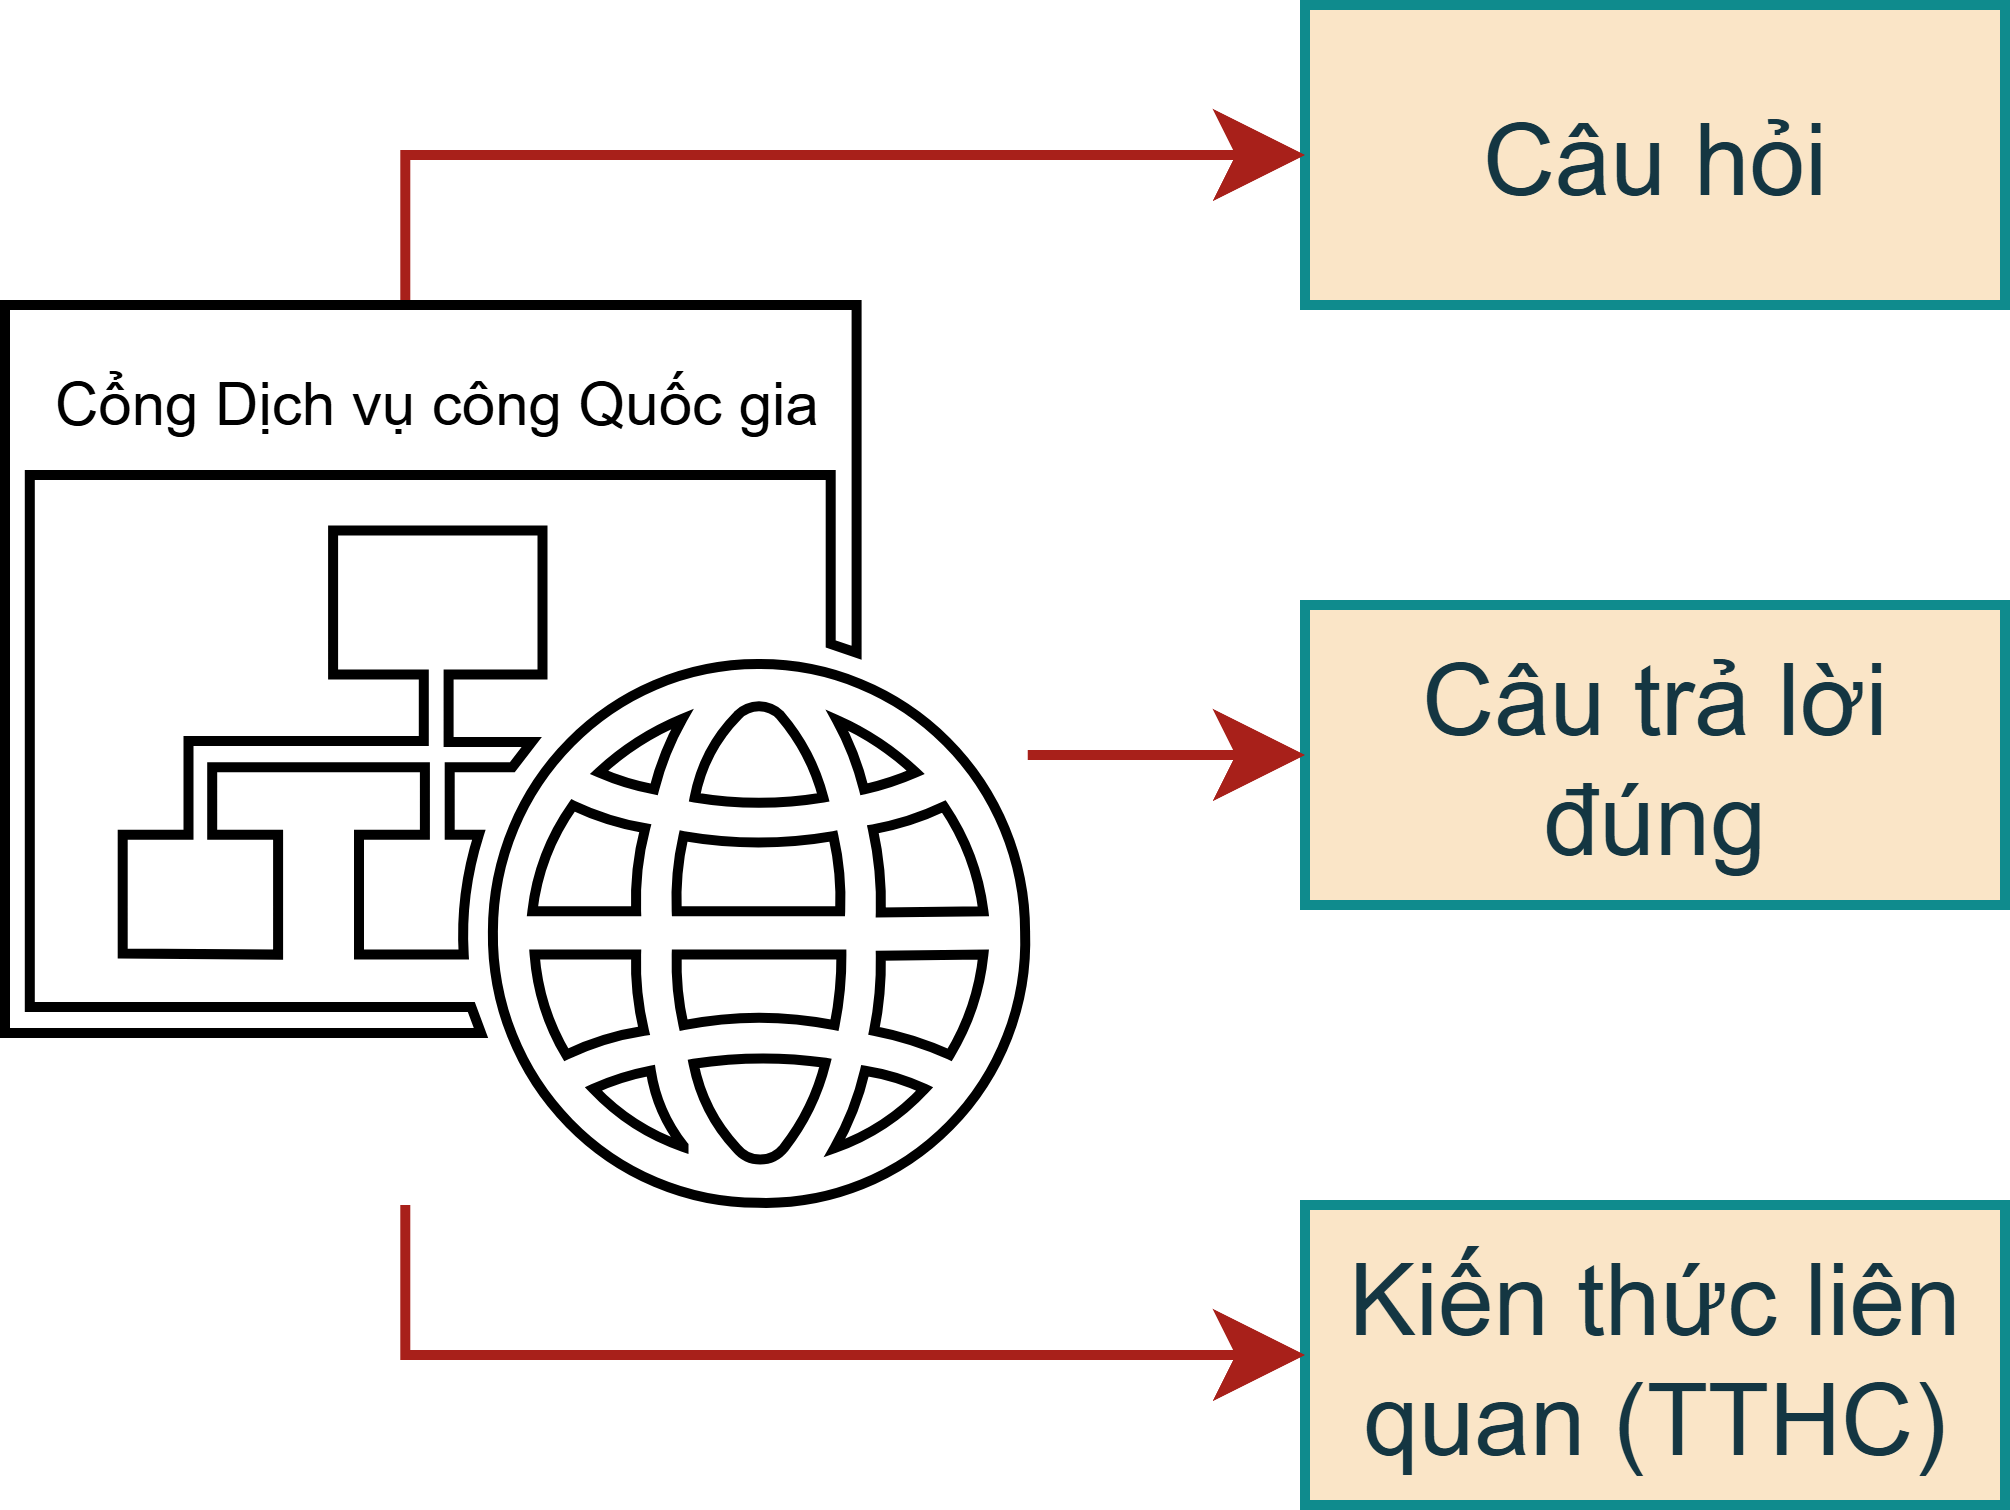 Câu hỏi
Cổng Dịch vụ công Quốc gia
Câu trả lời
đúng
Kiến thức liên
quan (TTHC)